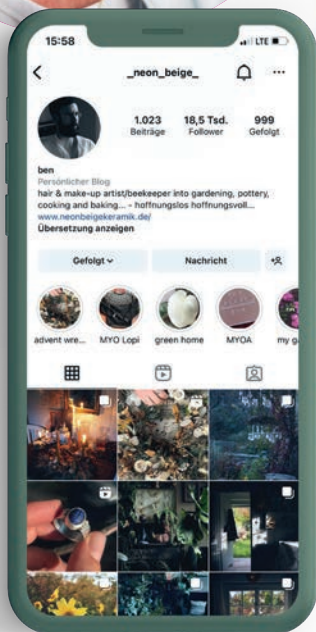 15:58
LTE
_neon_beige_
1.023
18,5 Tsd.
999
Beiträge
Follower
Gefolgt
ben
Persönlicher Blog
hair & make-up artist/beekeeper into gardening, pottery,
cooking and baking... - hoffnungslos hoffnungsvoll...
www.neonbeigekeramik.de/
Übersetzung anzeigen
Gefolgt
Nachricht
advent wre...
MYO Lopi
green home
MYOA
my ga